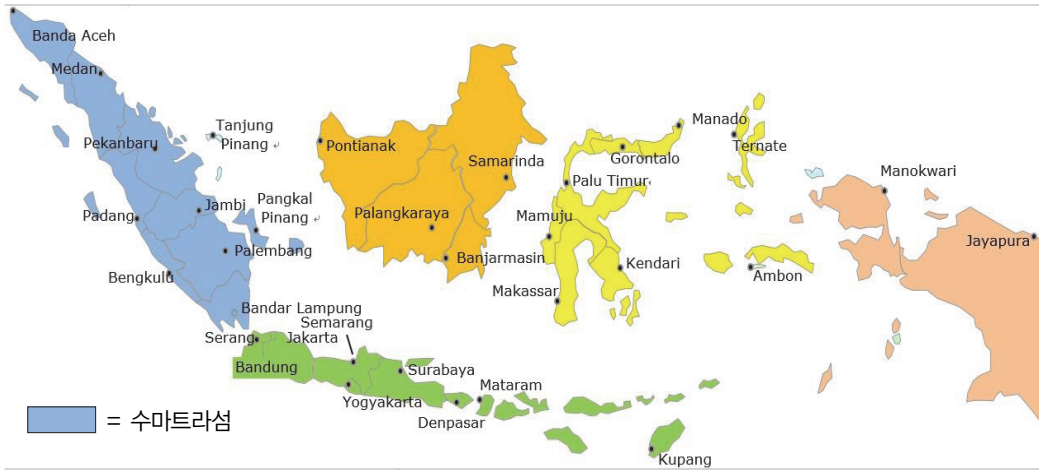 Banda Aceh
Medan
Tanjung
Pinang
Pekanbaru
Pontianak
Manado
Ternate
Gorontalo
Samarinda
Palu Timur
Manokwari
Pangkal
Pinang
Jambi
Padang
Palangkaraya
Mamuju
Jayapura
Palembang
Banjarmasin
Kendari
Bengkulu
Ambon
Makassar
Bandar Lampung
Semarang
Serang
Jakarta
Bandung
Surabaya
Mataram
Yogyakarta
Denpasar
= 수마트라섬
Kupang